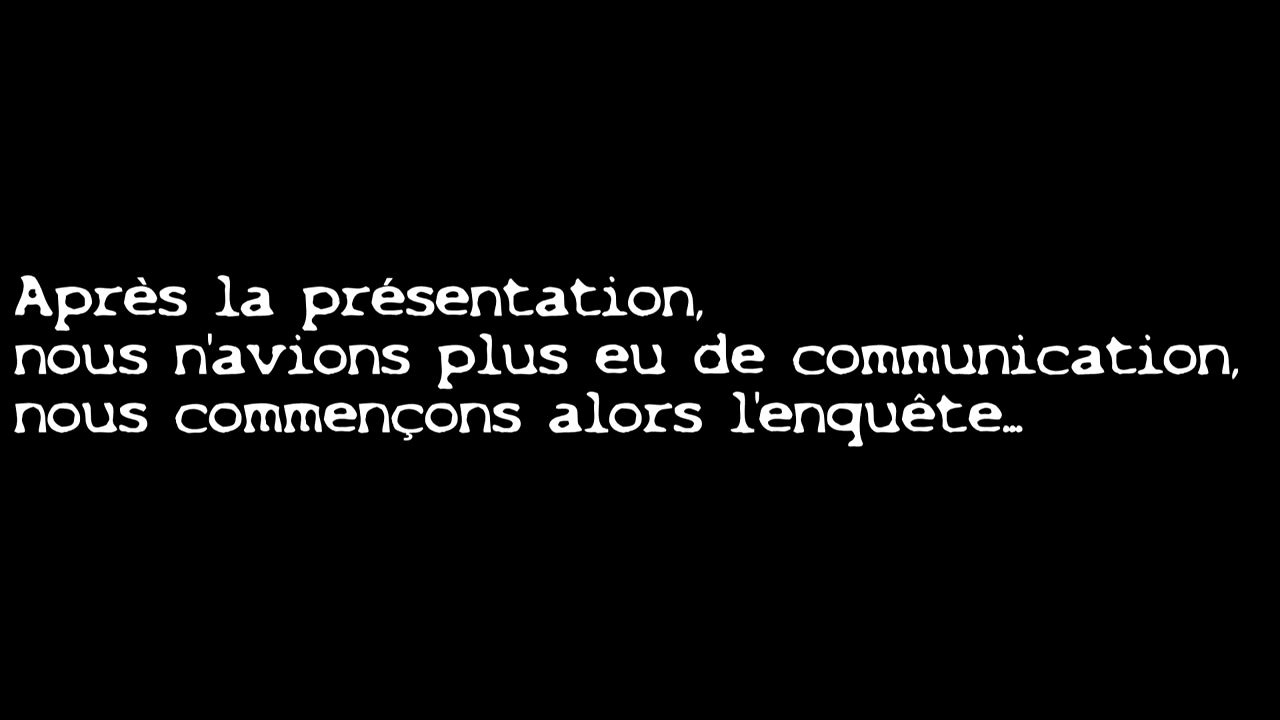 Après la présentation,
nous n'avions plus eu de communication,
nous commençons alors l'enquête...